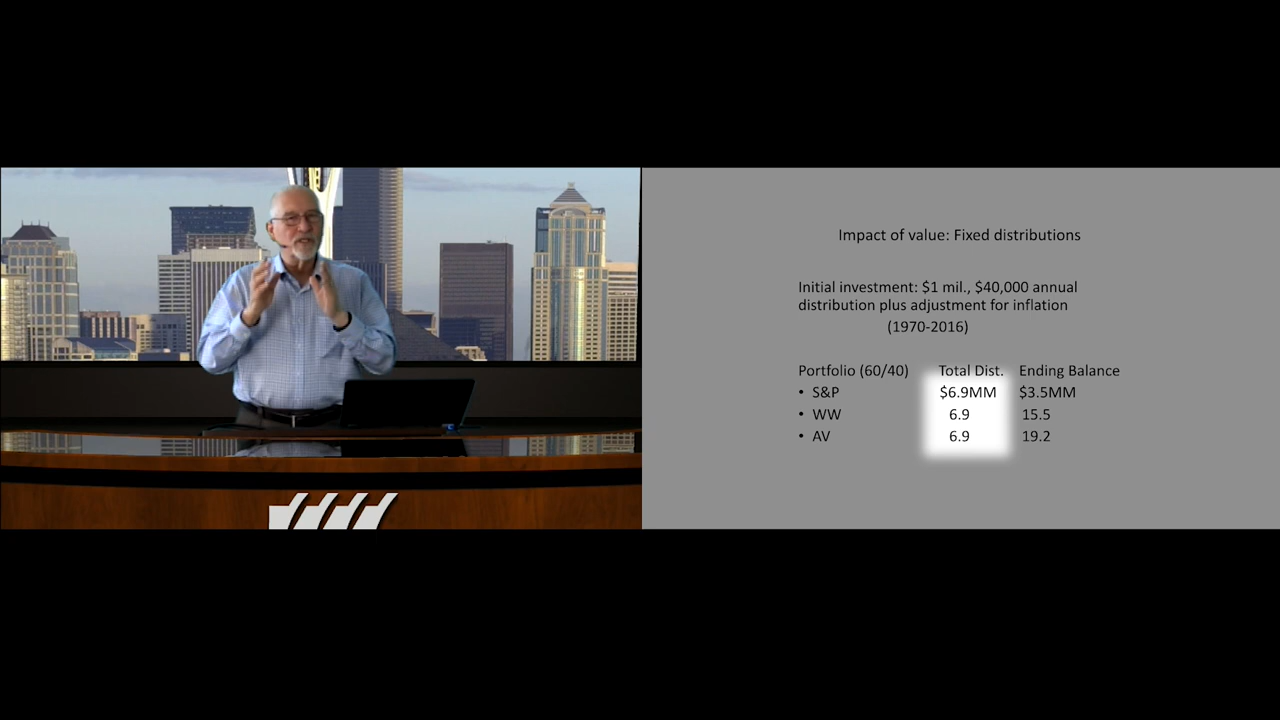 Impact of value: Fixed distributions
Initial investment: $1 mil., $40,000 annual
distribution plus adjustment for inflation
(1970-2016)
Portfolio (60/40) Total Dist. Ending Balance
• S&P $6.9MM $3.5MM
• WW 6.9 15.5
• AV 6.9 19.2